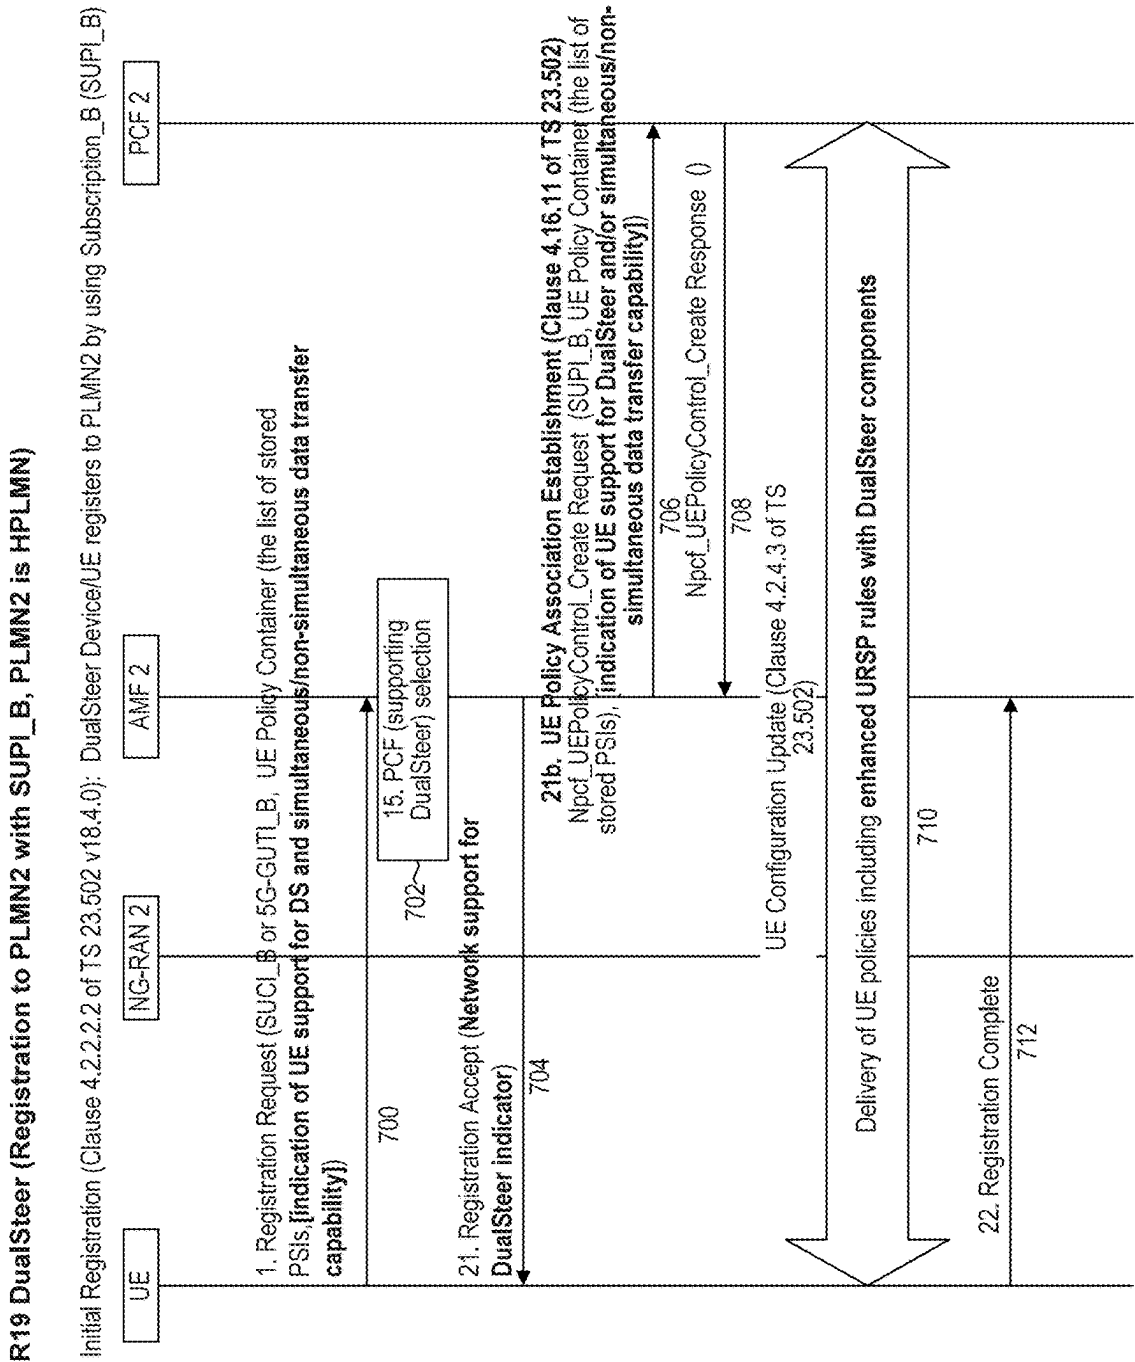 R19 DualSteer (Registration to PLMN2 with SUPI_B, PLMN2 is HPLMN)
Initial Registration (Clause 4.2.2.2.2 of TS 23.502 v18.4.0): DualSteer Device/UE registers to PLMN2 by using Subscription_B (SUPI_B)
UE
NG-RAN 2
AMF 2
PCF 2
1. Registration Request (SUCI_B or 5G-GUTI_B, UE Policy Container (the list of stored
PSIs,[indication of UE support for DS and simultaneous/non-simultaneous data transfer
capability])
700
15. PCF (supporting
DualSteer) selection
702
21. Registration Accept (Network support for
DualSteer indicator)
704
21b. UE Policy Association Establishment (Clause 4.16.11 of TS 23.502)
Npcf_UEPolicyControl_Create Request (SUPI_B, UE Policy Container (the list of
stored PSIs), [indication of UE support for DualSteer and/or simultaneous/non-
simultaneous data transfer capability])
706
Npcf_UEPolicyControl_Create Response ()
708
UE Configuration Update (Clause 4.2.4.3 of TS
23.502)
Delivery of UE policies including enhanced URSP rules with DualSteer components
710
22. Registration Complete
712